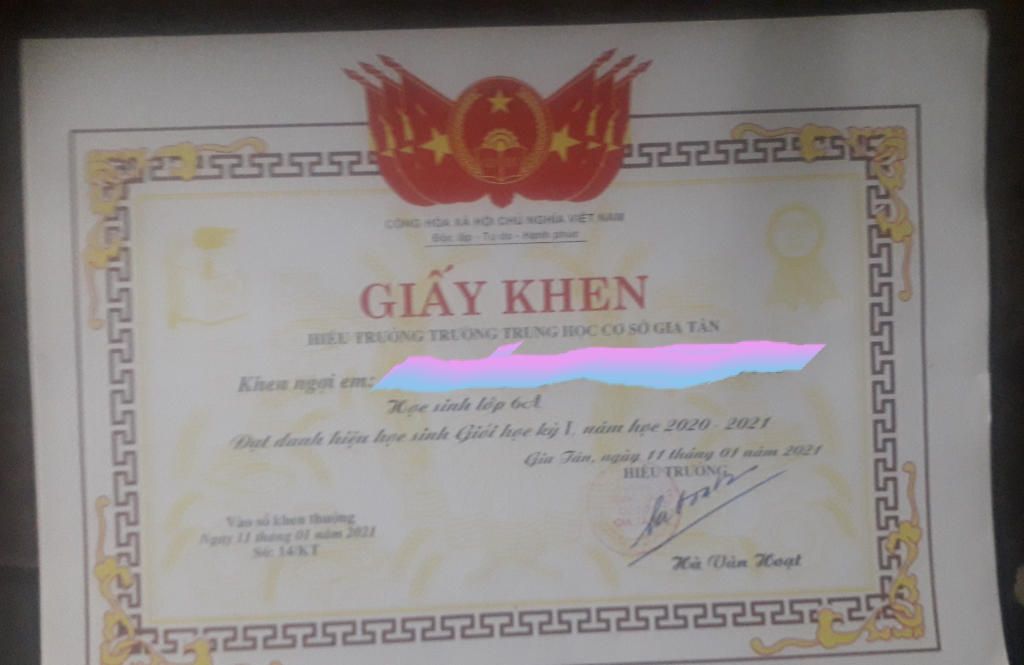 CỘNG HÒA XÃ HỘI CHỦ NGHĨA VIỆT NAM
Độc lập - Tự do - Hạnh phúc
GIẤY KHEN
HIỆU TRƯỞNG TRƯỜNG TRUNG HỌC CƠ SỞ GIA TÂN
Khen ngợi em:
Học sinh lớp 6A
Đạt danh hiệu học sinh Giỏi học kỳ I, năm học 2020 - 2021
Gia Tân, ngày 11 tháng 01 năm 2021
HIỆU TRƯỞNG
Vào sổ khen thưởng
Ngày 11 tháng 01 năm 2021
Số: 14/KT
Hà Văn Hoạt